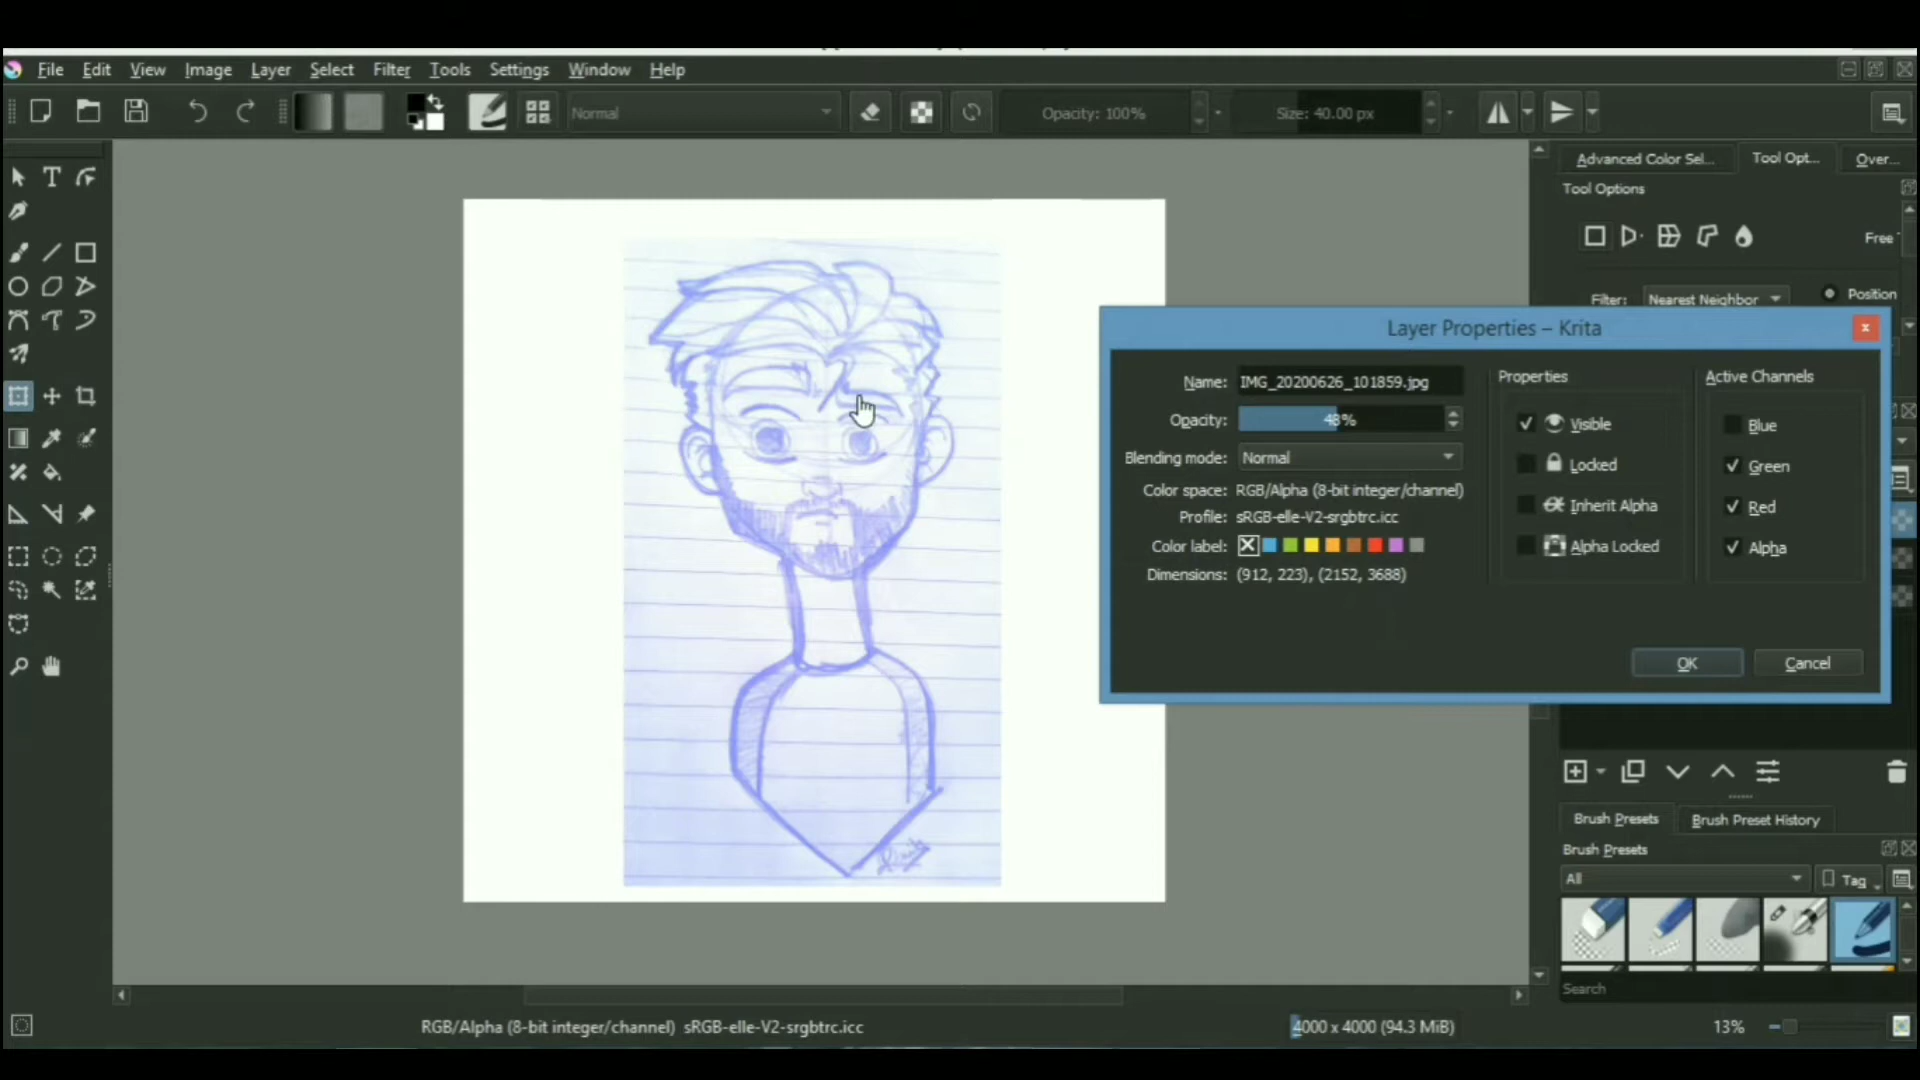 File Edit View Image Layer Select Filter Tools Settings Window Help
Normal Opacity: 100% Size: 40.00 px
Advanced Color Sel... Tool Opt... Over...
Tool Options
Free
Filter: Nearest Neighbor Position
Layer Properties – Krita
Name: IMG_20200626_101859.jpg
Opacity: 48%
Blending mode: Normal
Color space: RGB/Alpha (8-bit integer/channel)
Profile: sRGB-elle-V2-srgbtrc.icc
Color label:
Dimensions: (912, 223), (2152, 3688)
Properties
Visible
Locked
Inherit Alpha
Alpha Locked
Active Channels
Blue
Green
Red
Alpha
OK Cancel
Brush Presets Brush Preset History
Brush Presets
All Tag
Search
RGB/Alpha (8-bit integer/channel) sRGB-elle-V2-srgbtrc.icc 4000 x 4000 (94.3 MiB) 13%